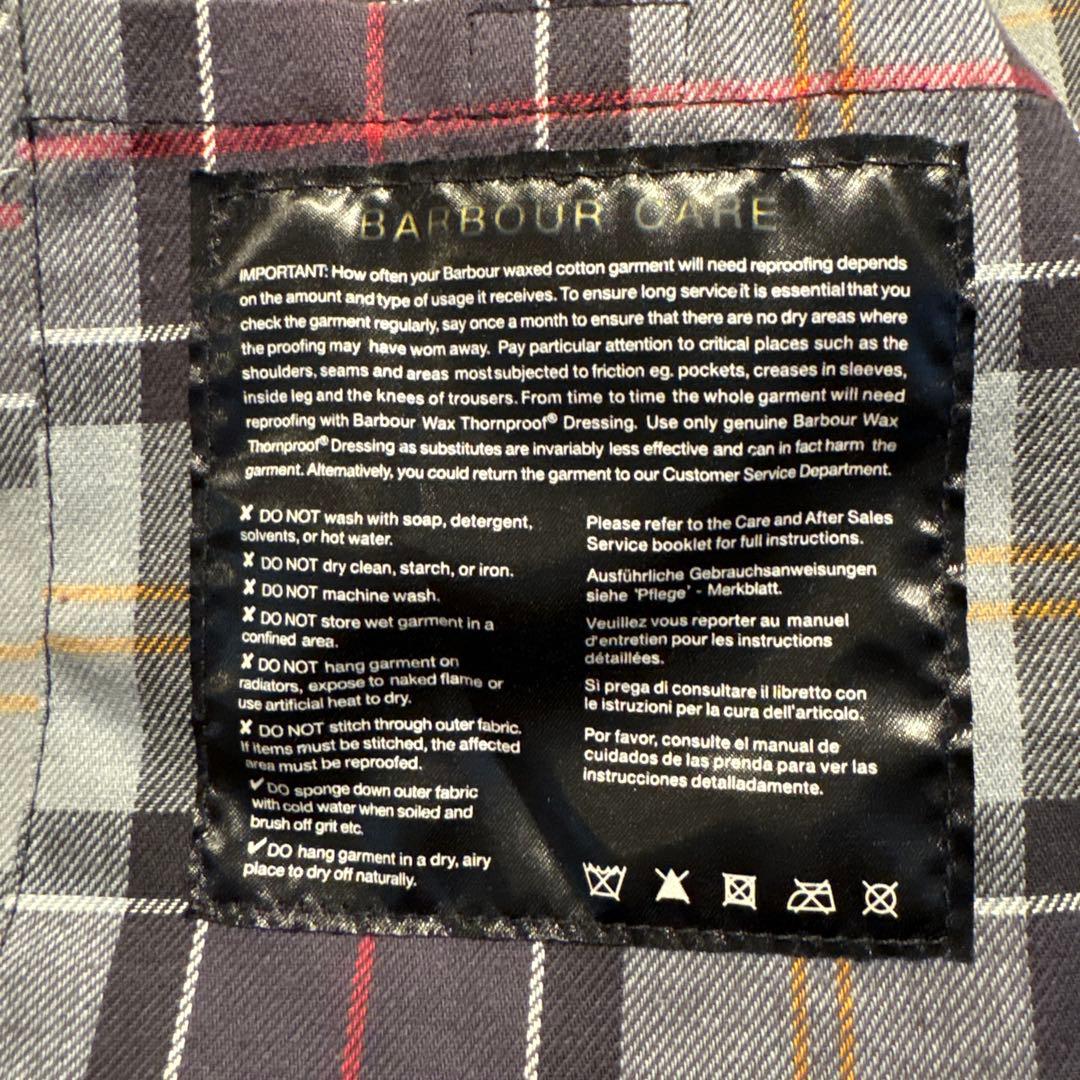 BARBOUR CARE
IMPORTANT: How often your Barbour waxed cotton garment will need reproofing depends
on the amount and type of usage it receives. To ensure long service it is essential that you
check the garment regularly, say once a month to ensure that there are no dry areas where
the proofing may have worn away. Pay particular attention to critical places such as the
shoulders, seams and areas most subjected to friction eg. pockets, creases in sleeves,
inside leg and the knees of trousers. From time to time the whole garment will need
reproofing with Barbour Wax Thornproof® Dressing. Use only genuine Barbour Wax
Thornproof® Dressing as substitutes are invariably less effective and can in fact harm the
garment. Alternatively, you could return the garment to our Customer Service Department.
✘ DO NOT wash with soap, detergent,
solvents, or hot water.
✘ DO NOT dry clean, starch, or iron.
✘ DO NOT machine wash.
✘ DO NOT store wet garment in a
confined area.
✘ DO NOT hang garment on
radiators, expose to naked flame or
use artificial heat to dry.
✘ DO NOT stitch through outer fabric.
If items must be stitched, the affected
area must be reproofed.
✔ DO sponge down outer fabric
with cold water when soiled and
brush off grit etc.
✔ DO hang garment in a dry, airy
place to dry off naturally.
Please refer to the Care and After Sales
Service booklet for full instructions.
Ausführliche Gebrauchsanweisungen
siehe 'Pflege' - Merkblatt.
Veuillez vous reporter au manuel
d'entretien pour les instructions
détaillées.
Si prega di consultare il libretto con
le istruzioni per la cura dell'articolo.
Por favor, consulte el manual de
cuidados de las prenda para ver las
instrucciones detalladamente.